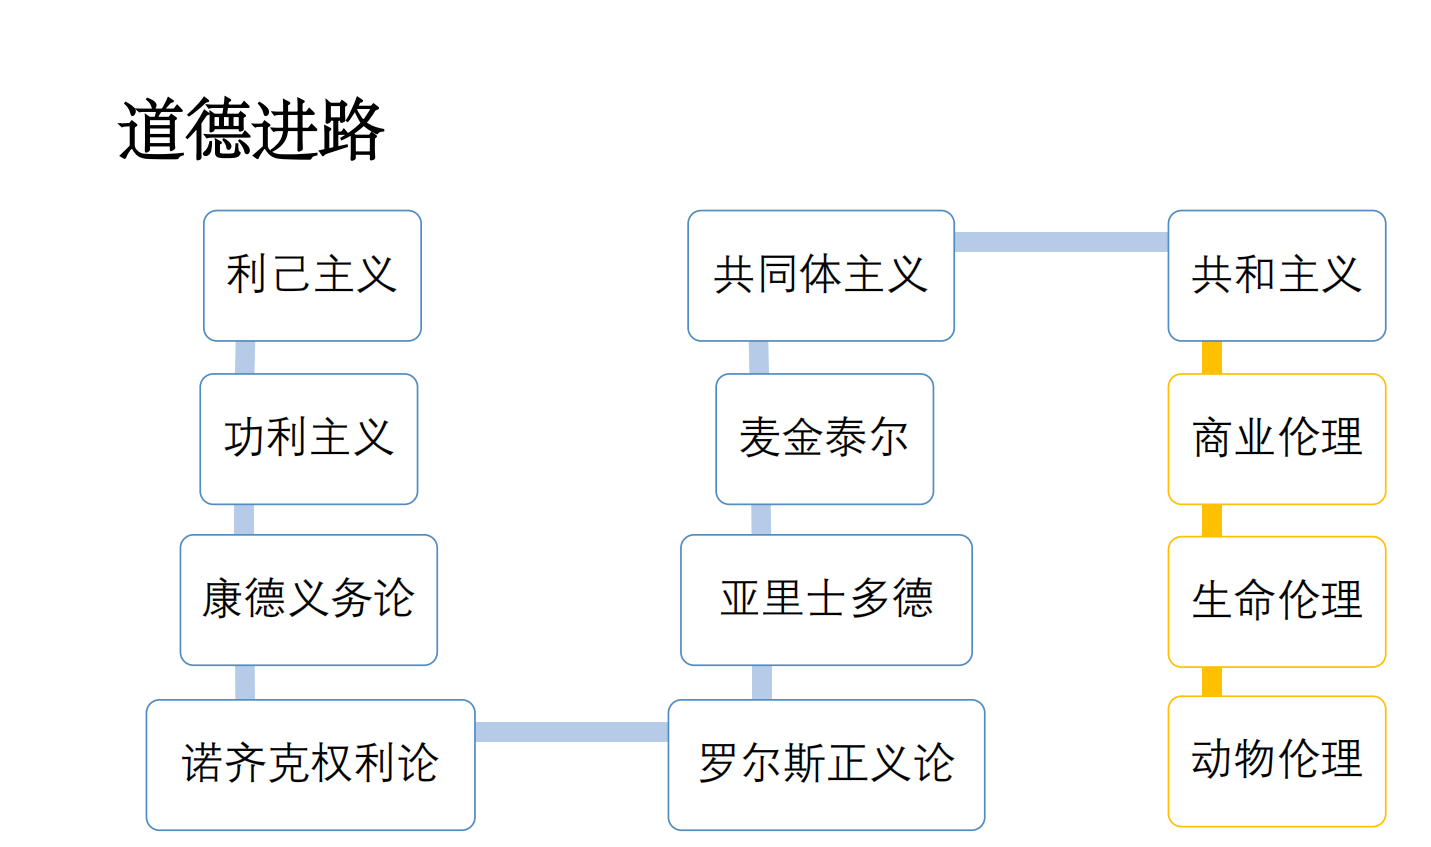 道德进路
利己主义
功利主义
康德义务论
诺齐克权利论
罗尔斯正义论
亚里士多德
麦金泰尔
共同体主义
共和主义
商业伦理
生命伦理
动物伦理